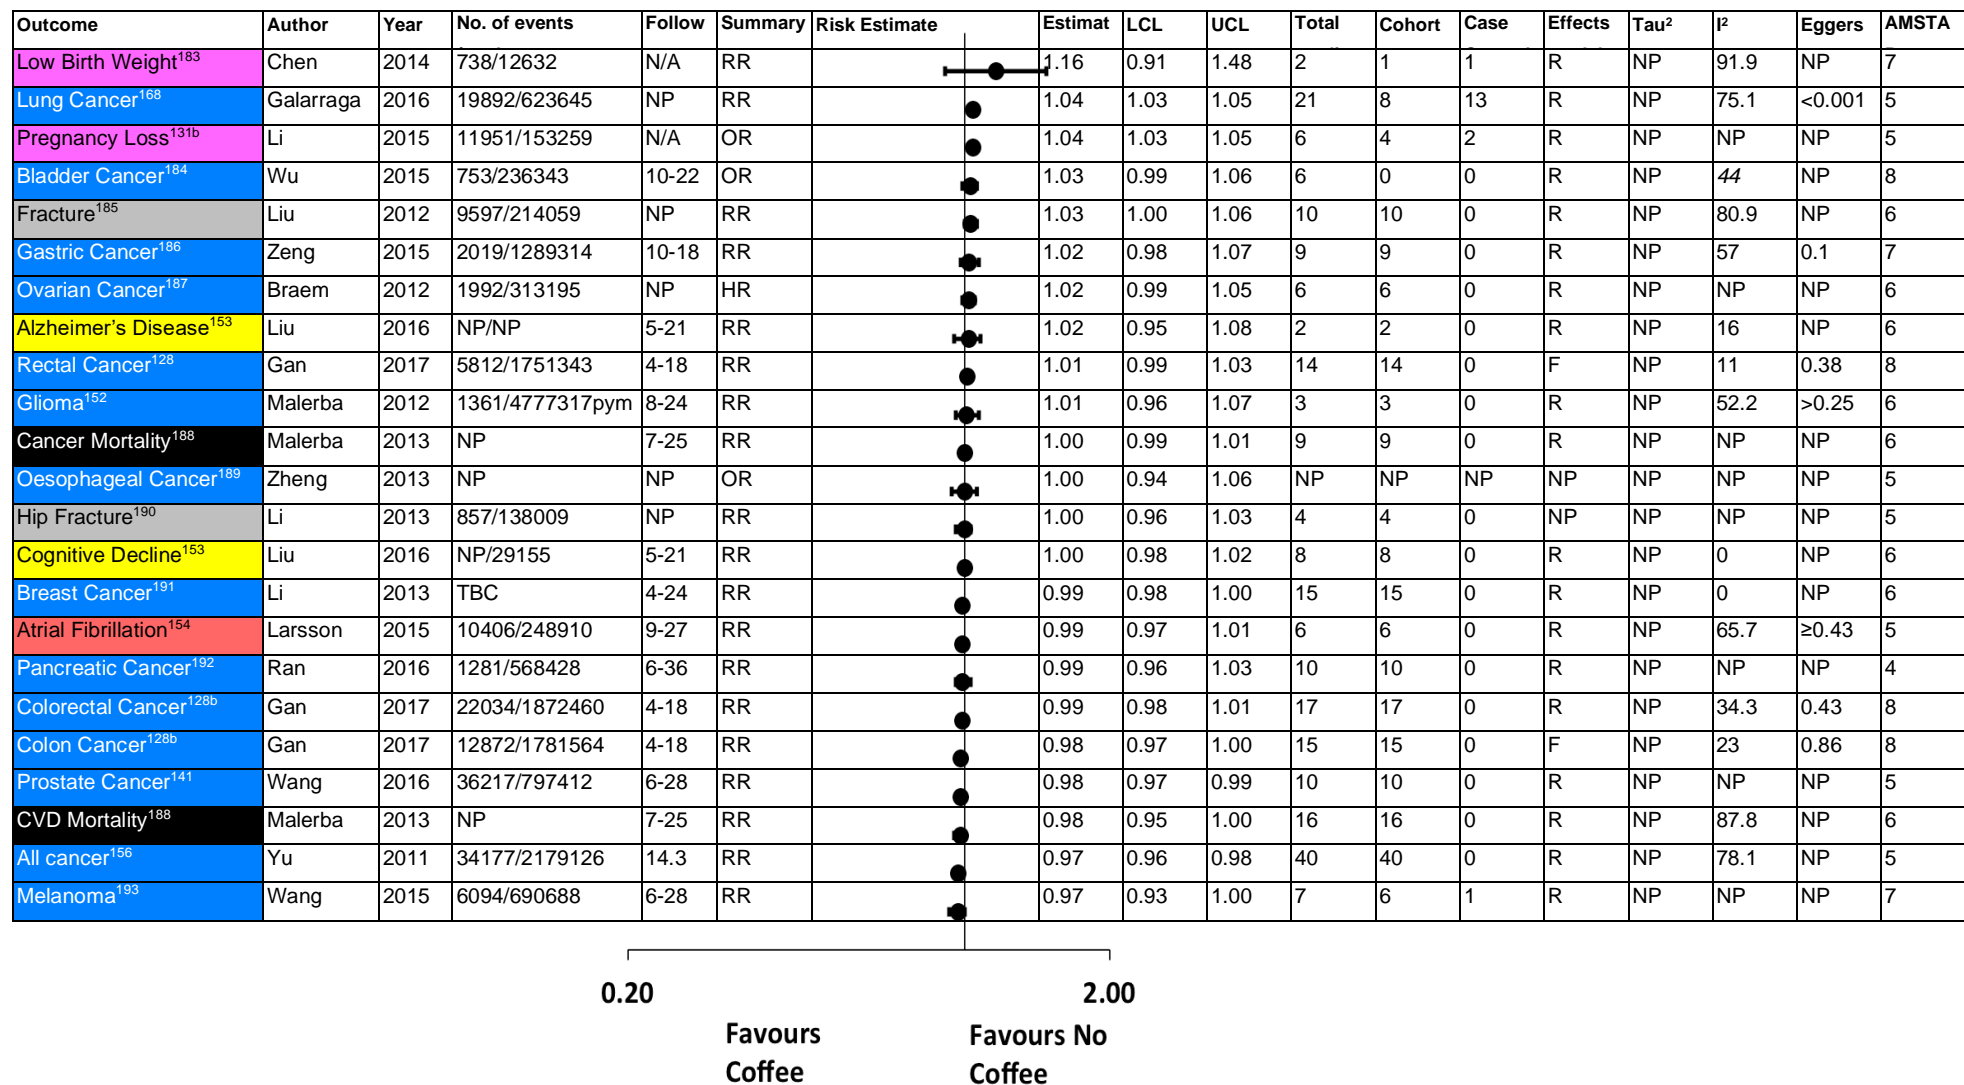 Outcome Author Year No. of events Follow Summary Risk Estimate Estimat LCL UCL Total Cohort Case Effects Tau² I² Eggers AMSTA
Low Birth Weight¹⁸³ Chen 2014 738/12632 N/A RR 1.16 0.91 1.48 2 1 1 R NP 91.9 NP 7
Lung Cancer¹⁶⁸ Galarraga 2016 19892/623645 NP RR 1.04 1.03 1.05 21 8 13 R NP 75.1 <0.001 5
Pregnancy Loss¹³¹ᵇ Li 2015 11951/153259 N/A OR 1.04 1.03 1.05 6 4 2 R NP NP NP 5
Bladder Cancer¹⁸⁴ Wu 2015 753/236343 10-22 OR 1.03 0.99 1.06 6 0 0 R NP 44 NP 8
Fracture¹⁸⁵ Liu 2012 9597/214059 NP RR 1.03 1.00 1.06 10 10 0 R NP 80.9 NP 6
Gastric Cancer¹⁸⁶ Zeng 2015 2019/1289314 10-18 RR 1.02 0.98 1.07 9 9 0 R NP 57 0.1 7
Ovarian Cancer¹⁸⁷ Braem 2012 1992/313195 NP HR 1.02 0.99 1.05 6 6 0 R NP NP NP 6
Alzheimer's Disease¹⁵³ Liu 2016 NP/NP 5-21 RR 1.02 0.95 1.08 2 2 0 R NP 16 NP 6
Rectal Cancer¹²⁸ Gan 2017 5812/1751343 4-18 RR 1.01 0.99 1.03 14 14 0 F NP 11 0.38 8
Glioma¹⁵² Malerba 2012 1361/4777317pym 8-24 RR 1.01 0.96 1.07 3 3 0 R NP 52.2 >0.25 6
Cancer Mortality¹⁸⁸ Malerba 2013 NP 7-25 RR 1.00 0.99 1.01 9 9 0 R NP NP NP 6
Oesophageal Cancer¹⁸⁹ Zheng 2013 NP NP OR 1.00 0.94 1.06 NP NP NP NP NP NP NP 5
Hip Fracture¹⁹⁰ Li 2013 857/138009 NP RR 1.00 0.96 1.03 4 4 0 NP NP NP NP 5
Cognitive Decline¹⁵³ Liu 2016 NP/29155 5-21 RR 1.00 0.98 1.02 8 8 0 R NP 0 NP 6
Breast Cancer¹⁹¹ Li 2013 TBC 4-24 RR 0.99 0.98 1.00 15 15 0 R NP 0 NP 6
Atrial Fibrillation¹⁵⁴ Larsson 2015 10406/248910 9-27 RR 0.99 0.97 1.01 6 6 0 R NP 65.7 ≥0.43 5
Pancreatic Cancer¹⁹² Ran 2016 1281/568428 6-36 RR 0.99 0.96 1.03 10 10 0 R NP NP NP 4
Colorectal Cancer¹²⁸ᵇ Gan 2017 22034/1872460 4-18 RR 0.99 0.98 1.01 17 17 0 R NP 34.3 0.43 8
Colon Cancer¹²⁸ᵇ Gan 2017 12872/1781564 4-18 RR 0.98 0.97 1.00 15 15 0 F NP 23 0.86 8
Prostate Cancer¹⁴¹ Wang 2016 36217/797412 6-28 RR 0.98 0.97 0.99 10 10 0 R NP NP NP 5
CVD Mortality¹⁸⁸ Malerba 2013 NP 7-25 RR 0.98 0.95 1.00 16 16 0 R NP 87.8 NP 6
All cancer¹⁵⁶ Yu 2011 34177/2179126 14.3 RR 0.97 0.96 0.98 40 40 0 R NP 78.1 NP 5
Melanoma¹⁹³ Wang 2015 6094/690688 6-28 RR 0.97 0.93 1.00 7 6 1 R NP NP NP 7
0.20 2.00
Favours Favours No
Coffee Coffee